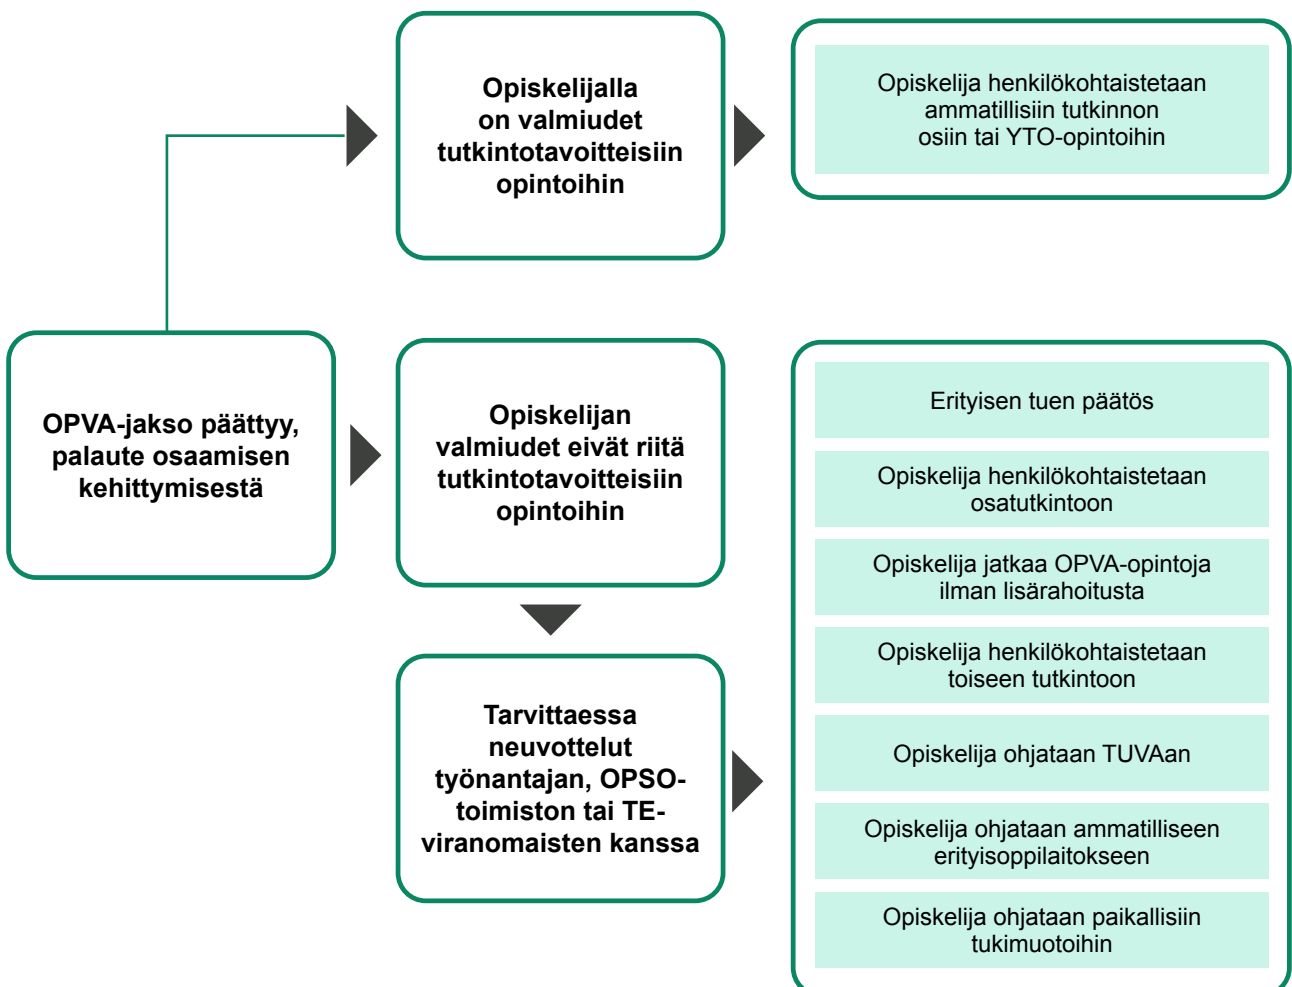 Opiskelijalla
on valmiudet
tutkintotavoitteisiin
opintoihin
Opiskelija henkilökohtaistetaan
ammatillisiin tutkinnon
osiin tai YTO-opintoihin
OPVA-jakso päättyy,
palaute osaamisen
kehittymisestä
Opiskelijan
valmiudet eivät riitä
tutkintotavoitteisiin
opintoihin
Tarvittaessa
neuvottelut
työnantajan, OPSO-
toimiston tai TE-
viranomaisten kanssa
Erityisen tuen päätös
Opiskelija henkilökohtaistetaan
osatutkintoon
Opiskelija jatkaa OPVA-opintoja
ilman lisärahoitusta
Opiskelija henkilökohtaistetaan
toiseen tutkintoon
Opiskelija ohjataan TUVAan
Opiskelija ohjataan ammatilliseen
erityisoppilaitokseen
Opiskelija ohjataan paikallisiin
tukimuotoihin